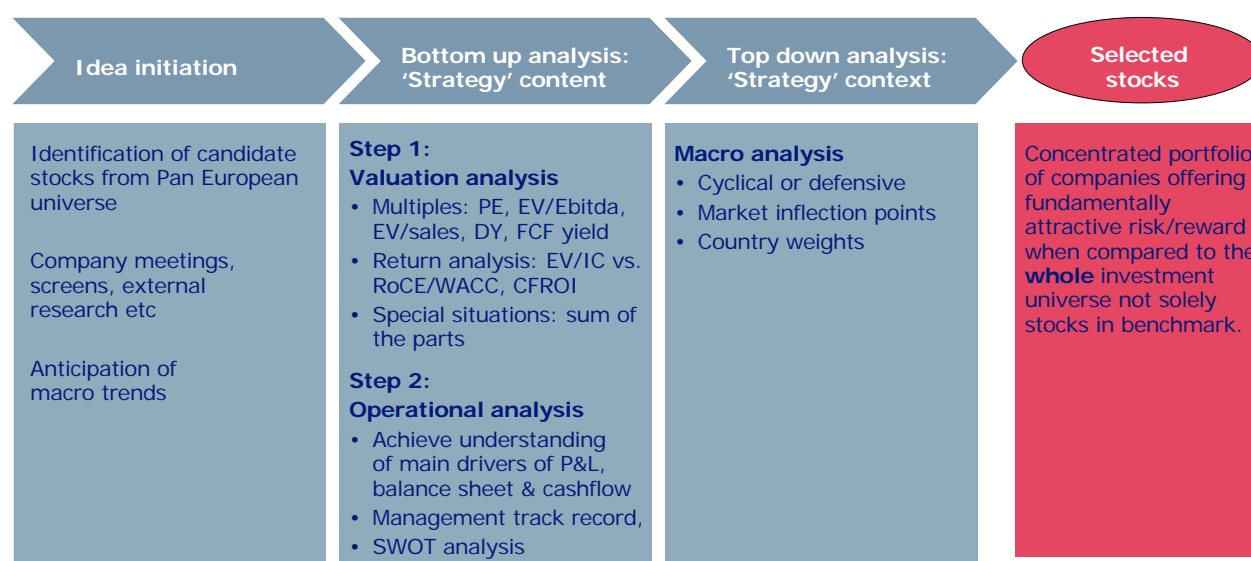 Idea initiation
Bottom up analysis:
‘Strategy’ content
Top down analysis:
‘Strategy’ context
Selected
stocks
Identification of candidate
stocks from Pan European
universe
Company meetings,
screens, external
research etc
Anticipation of
macro trends
Step 1:
Valuation analysis
• Multiples: PE, EV/Ebitda,
EV/sales, DY, FCF yield
• Return analysis: EV/IC vs.
RoCE/WACC, CFROI
• Special situations: sum of
the parts
Step 2:
Operational analysis
• Achieve understanding
of main drivers of P&L,
balance sheet & cashflow
• Management track record,
• SWOT analysis
Macro analysis
• Cyclical or defensive
• Market inflection points
• Country weights
Concentrated portfolio
of companies offering
fundamentally
attractive risk/reward
when compared to the
whole investment
universe not solely
stocks in benchmark.